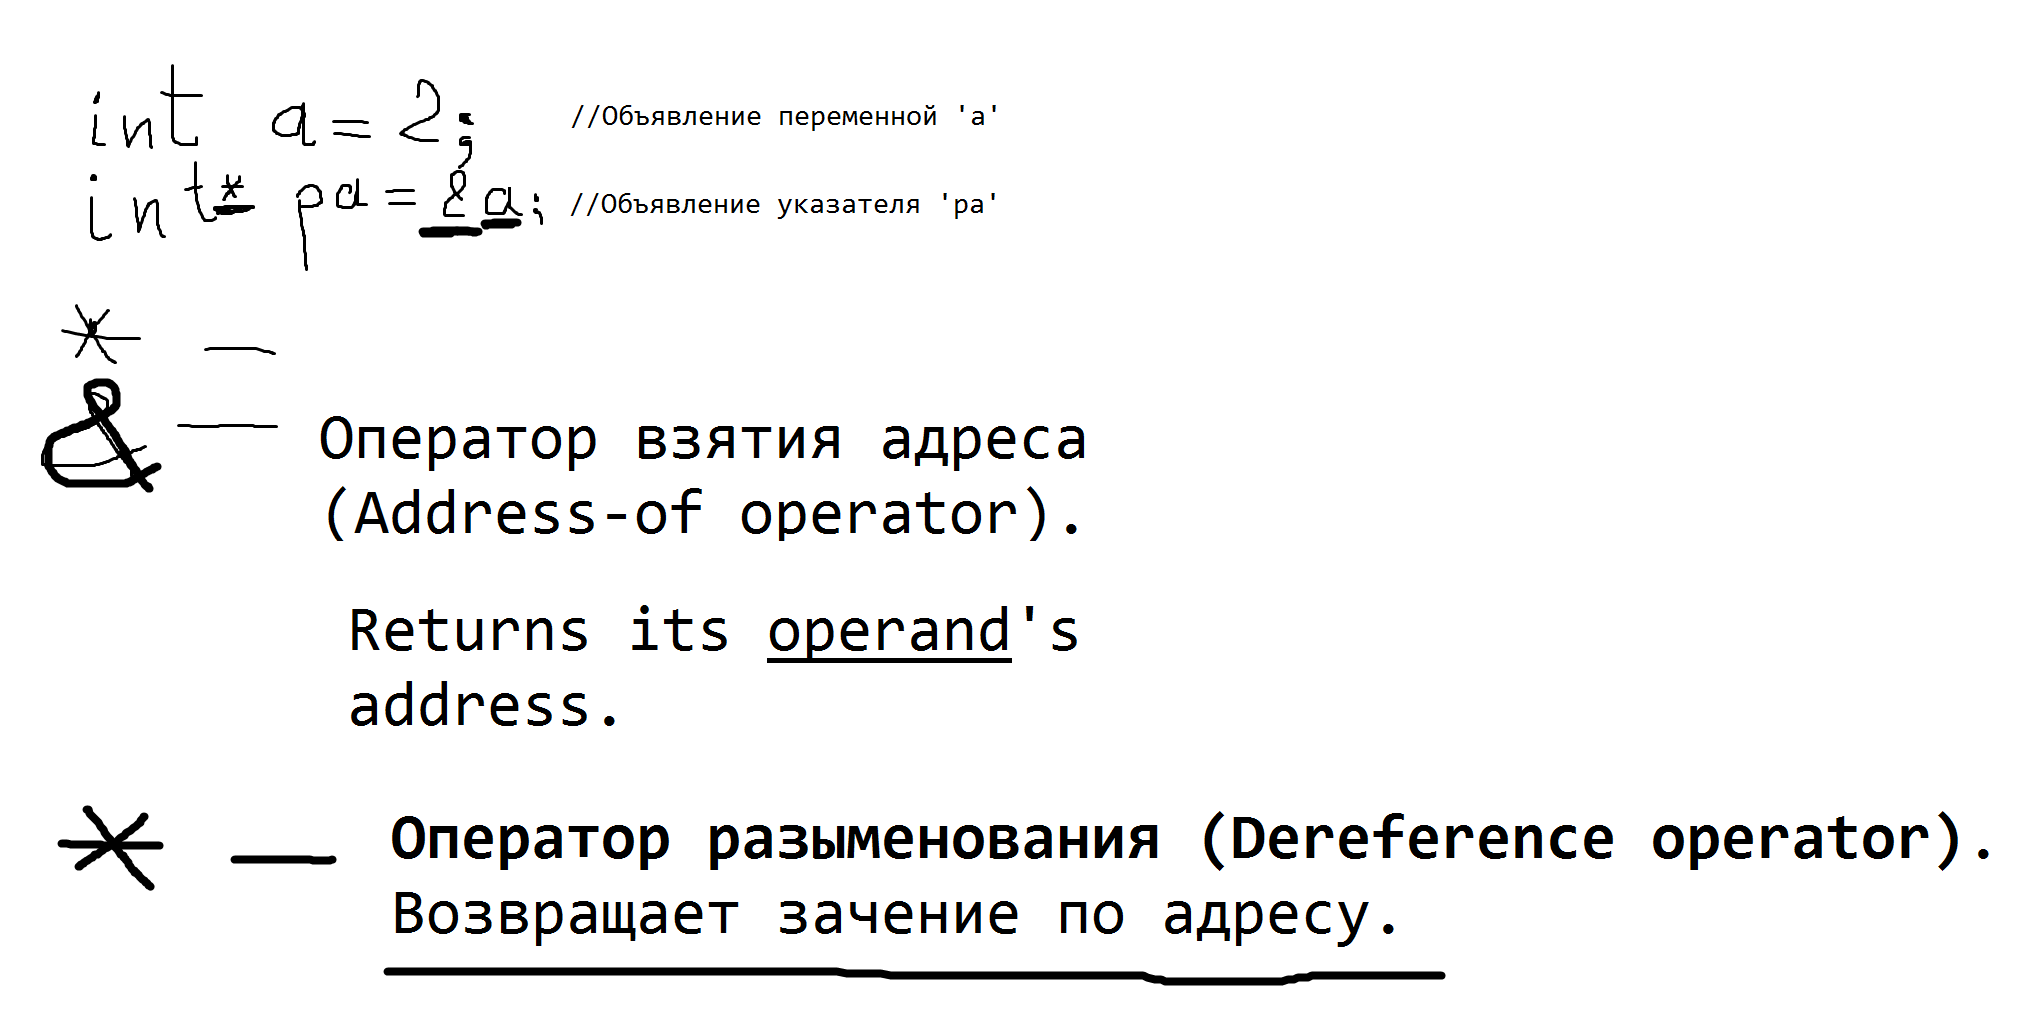 int a = 2; //Объявление переменной 'a'
int* pa = &a; //Объявление указателя 'pa'
* —
& — Оператор взятия адреса
(Address-of operator).
Returns its operand's
address.
* — Оператор разыменования (Dereference operator).
Возвращает зачение по адресу.